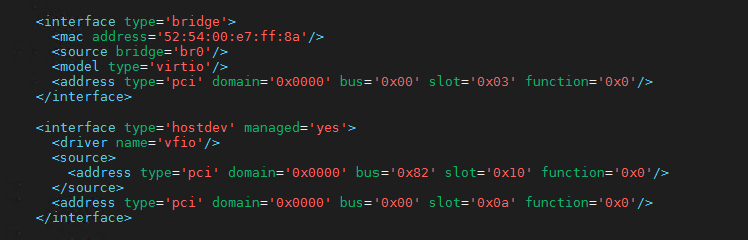 <interface type='bridge'>
<mac address='52:54:00:e7:ff:8a'/>
<source bridge='br0'/>
<model type='virtio'/>
<address type='pci' domain='0x0000' bus='0x00' slot='0x03' function='0x0'/>
</interface>
<interface type='hostdev' managed='yes'>
<driver name='vfio'/>
<source>
<address type='pci' domain='0x0000' bus='0x82' slot='0x10' function='0x0'/>
</source>
<address type='pci' domain='0x0000' bus='0x00' slot='0x0a' function='0x0'/>
</interface>